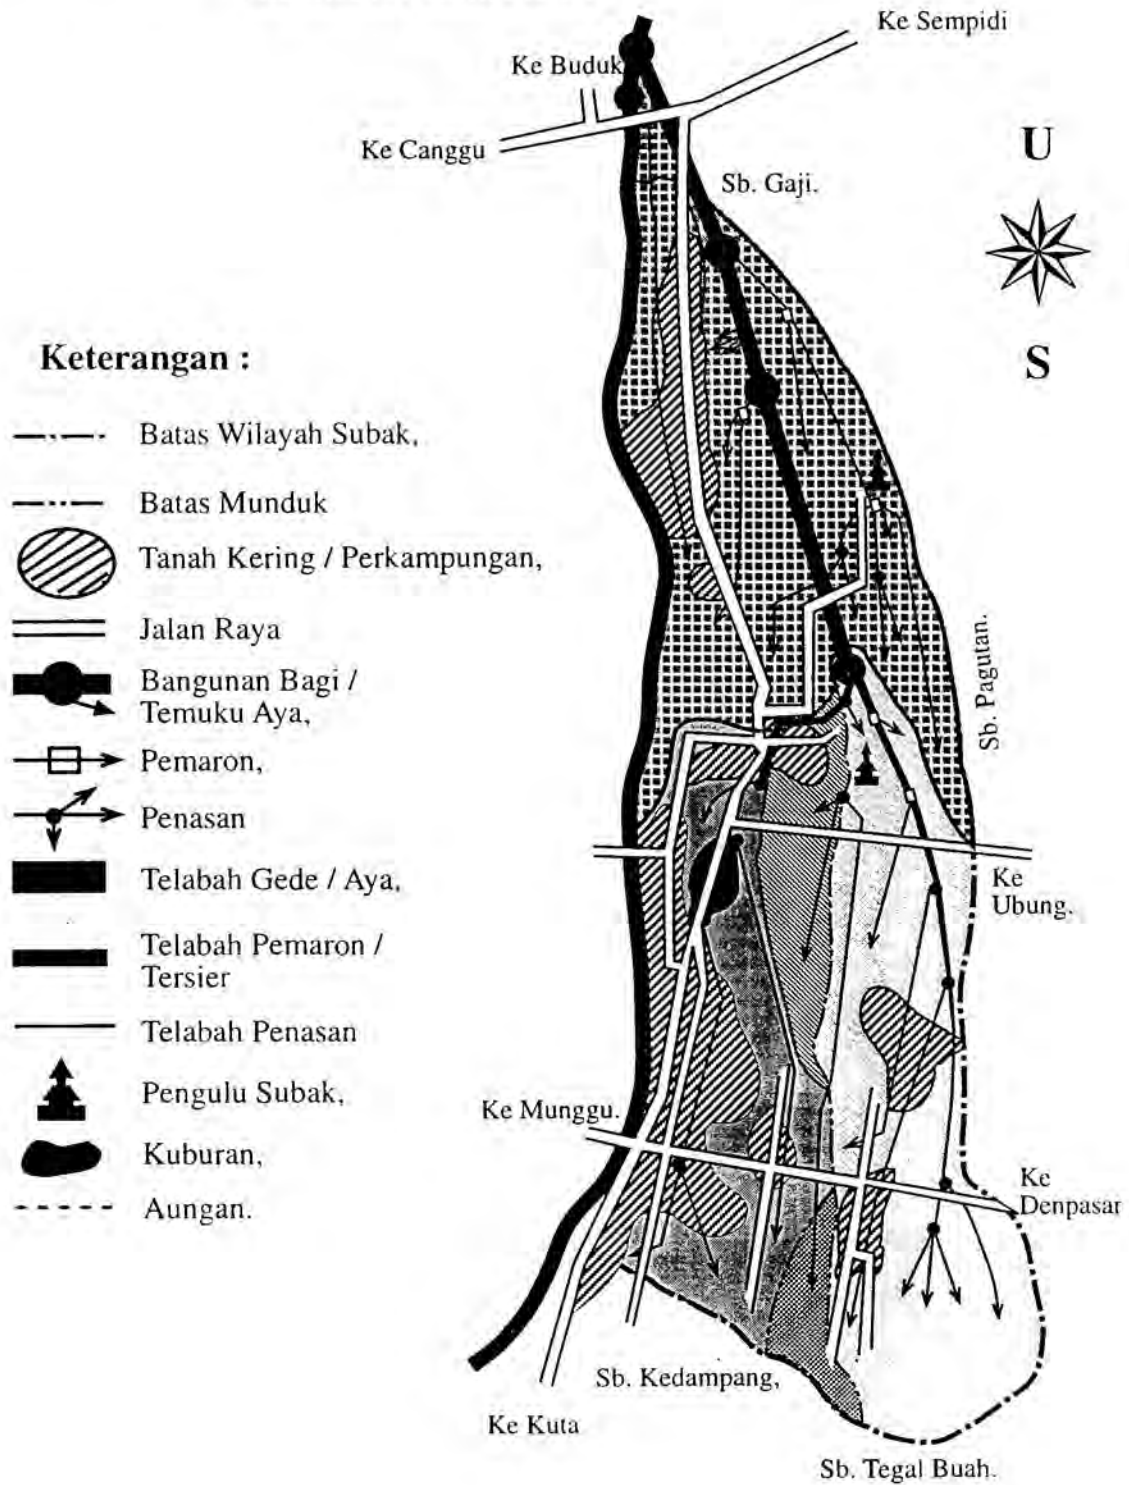 Ke Sempidi
Ke Buduk
Ke Canggu
U
Sb. Gaji.
S
Keterangan :
Batas Wilayah Subak,
Batas Munduk
Tanah Kering / Perkampungan,
Jalan Raya
Bangunan Bagi /
Temuku Aya,
Pemaron,
Penasan
Telabah Gede / Aya,
Telabah Pemaron /
Tersier
Telabah Penasan
Pengulu Subak,
Kuburan,
Aungan.
Sb. Pagutan.
Ke
Ubung.
Ke Munggu.
Ke
Denpasar
Sb. Kedampang,
Ke Kuta
Sb. Tegal Buah.